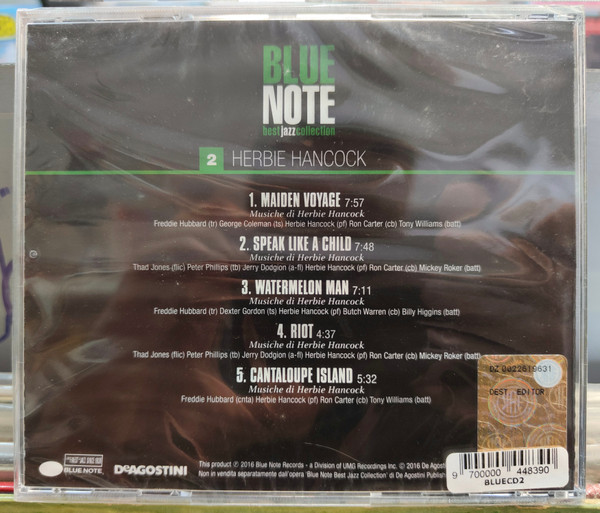 BLUE
NOTE
bestjazzcollection
2 HERBIE HANCOCK
1. MAIDEN VOYAGE 7:57
Musiche di Herbie Hancock
Freddie Hubbard (tr) George Coleman (ts) Herbie Hancock (pf) Ron Carter (cb) Tony Williams (batt)
2. SPEAK LIKE A CHILD 7:48
Musiche di Herbie Hancock
Thad Jones (flic) Peter Phillips (tb) Jerry Dodgion (a-fl) Herbie Hancock (pf) Ron Carter (cb) Mickey Roker (batt)
3. WATERMELON MAN 7:11
Musiche di Herbie Hancock
Freddie Hubbard (tr) Dexter Gordon (ts) Herbie Hancock (pf) Butch Warren (cb) Billy Higgins (batt)
4. RIOT 4:37
Musiche di Herbie Hancock
Thad Jones (flic) Peter Phillips (tb) Jerry Dodgion (a-fl) Herbie Hancock (pf) Ron Carter (cb) Mickey Roker (batt)
5. CANTALOUPE ISLAND 5:32
Musiche di Herbie Hancock
Freddie Hubbard (cnta) Herbie Hancock (pf) Ron Carter (cb) Tony Williams (batt)
DZ 0022619631
DEST. EDITOR
BLUE NOTE
DeAGOSTINI
This product ℗ 2016 Blue Note Records - a Division of UMG Recordings Inc. © 2016 De Agost
Non in vendita separatamente dall'opera 'Blue Note Best Jazz Collection' di De Agostini Publish
9 700000 448390
BLUECD2